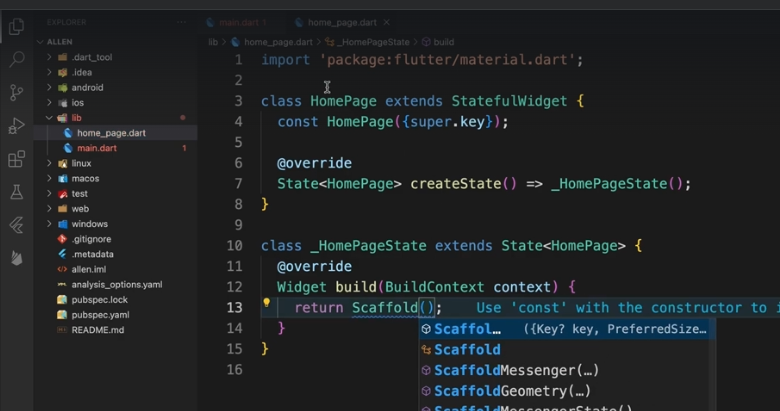 EXPLORER
ALLEN
.dart_tool
.idea
android
ios
lib
home_page.dart
main.dart 1
linux
macos
test
web
windows
.gitignore
.metadata
allen.iml
analysis_options.yaml
pubspec.lock
pubspec.yaml
README.md
main.dart 1 home_page.dart
lib > home_page.dart > _HomePageState > build
1 import 'package:flutter/material.dart';
2
3 class HomePage extends StatefulWidget {
4 const HomePage({super.key});
5
6 @override
7 State<HomePage> createState() => _HomePageState();
8 }
9
10 class _HomePageState extends State<HomePage> {
11 @override
12 Widget build(BuildContext context) {
13 return Scaffold(); Use 'const' with the constructor to
14 }
15 }
16
Scaffol… ({Key? key, PreferredSize…
Scaffold
ScaffoldMessenger(…)
ScaffoldGeometry(…)
ScaffoldMessengerState()